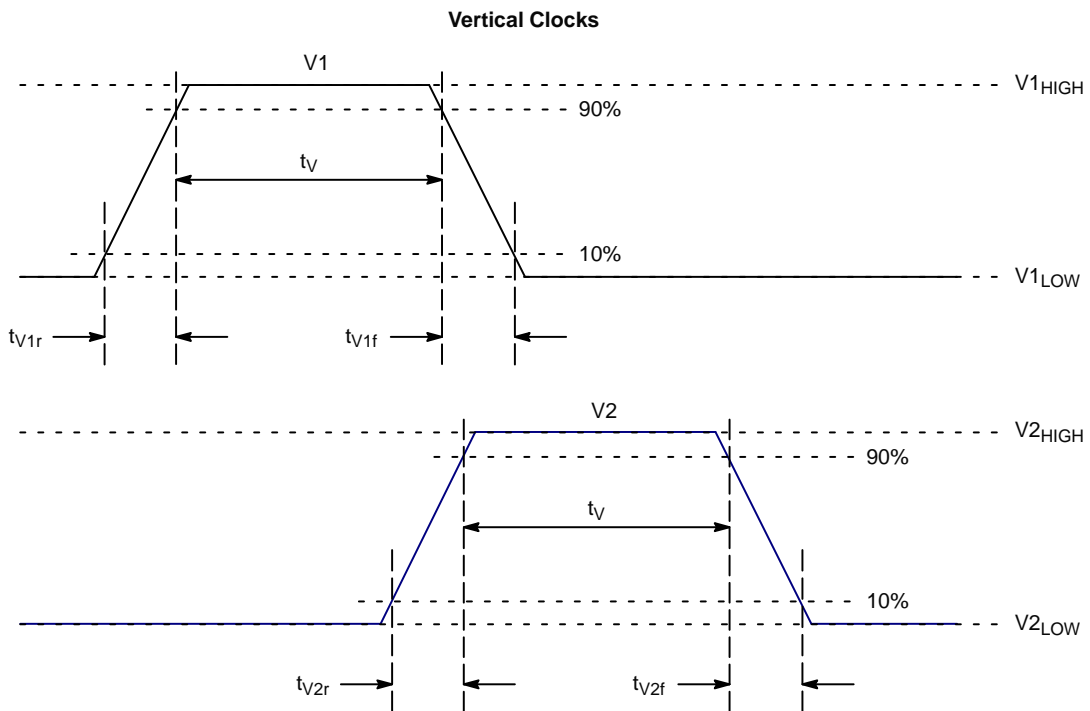 Vertical Clocks
V1
V1HIGH
90%
tV
10%
V1LOW
tV1r
tV1f
V2
V2HIGH
90%
tV
10%
V2LOW
tV2r
tV2f